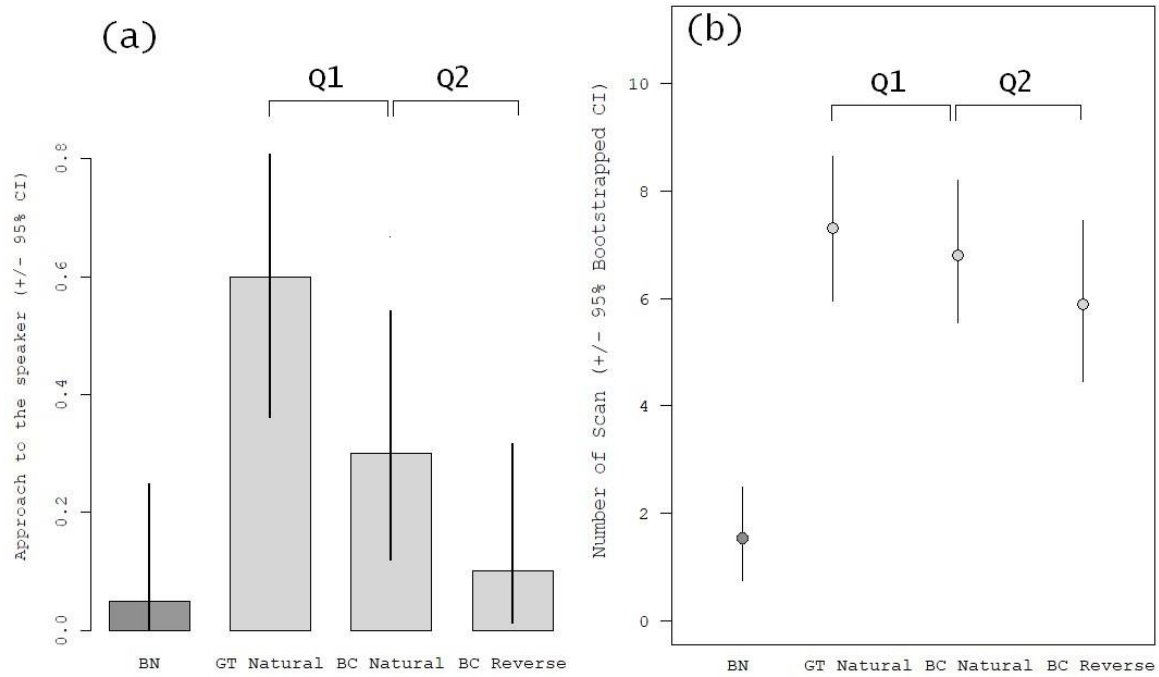 (a)
Q1
Q2
Approach to the speaker (+/- 95% CI)
0.8
0.6
0.4
0.2
0.0
BN
GT Natural
BC Natural
BC Reverse
(b)
Q1
Q2
Number of Scan (+/- 95% Bootstrapped CI)
10
8
6
4
2
0
BN
GT Natural
BC Natural
BC Reverse